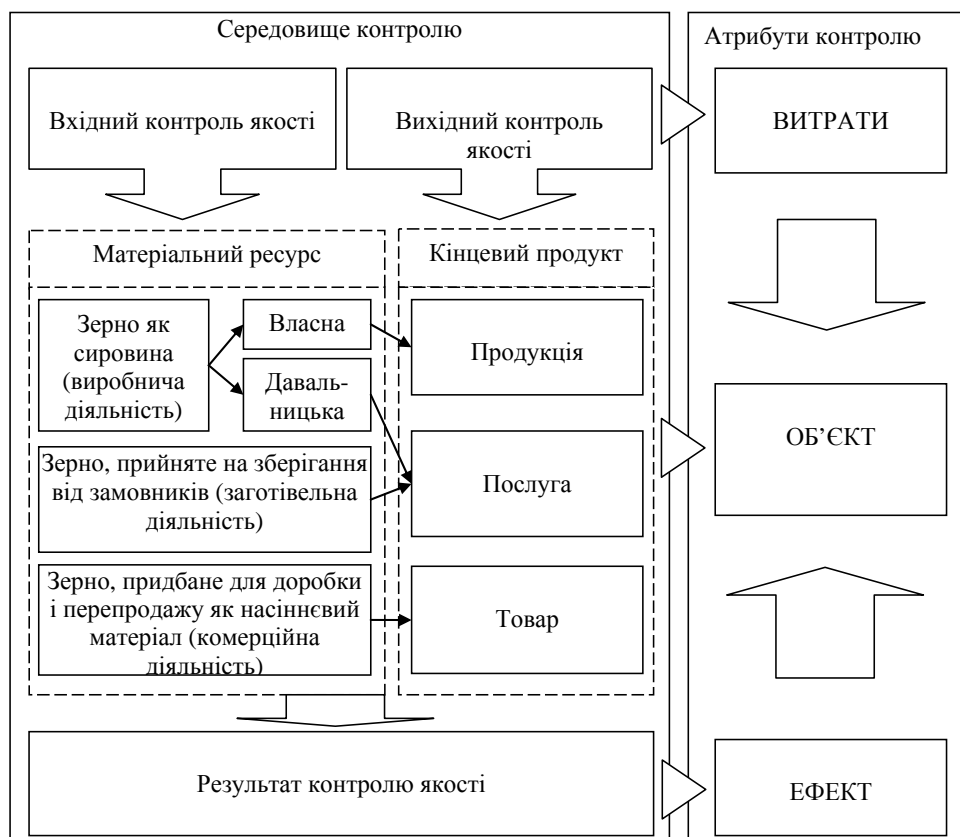 Середовище контролю
Атрибути контролю
Вхідний контроль якості
Вихідний контроль
якості
ВИТРАТИ
Матеріальний ресурс
Кінцевий продукт
Зерно як
сировина
(виробнича
діяльність)
Власна
Даваль-
ницька
Продукція
ОБ’ЄКТ
Зерно, прийняте на зберігання
від замовників (заготівельна
діяльність)
Послуга
Зерно, придбане для доробки
і перепродажу як насіннєвий
матеріал (комерційна
діяльність)
Товар
Результат контролю якості
ЕФЕКТ